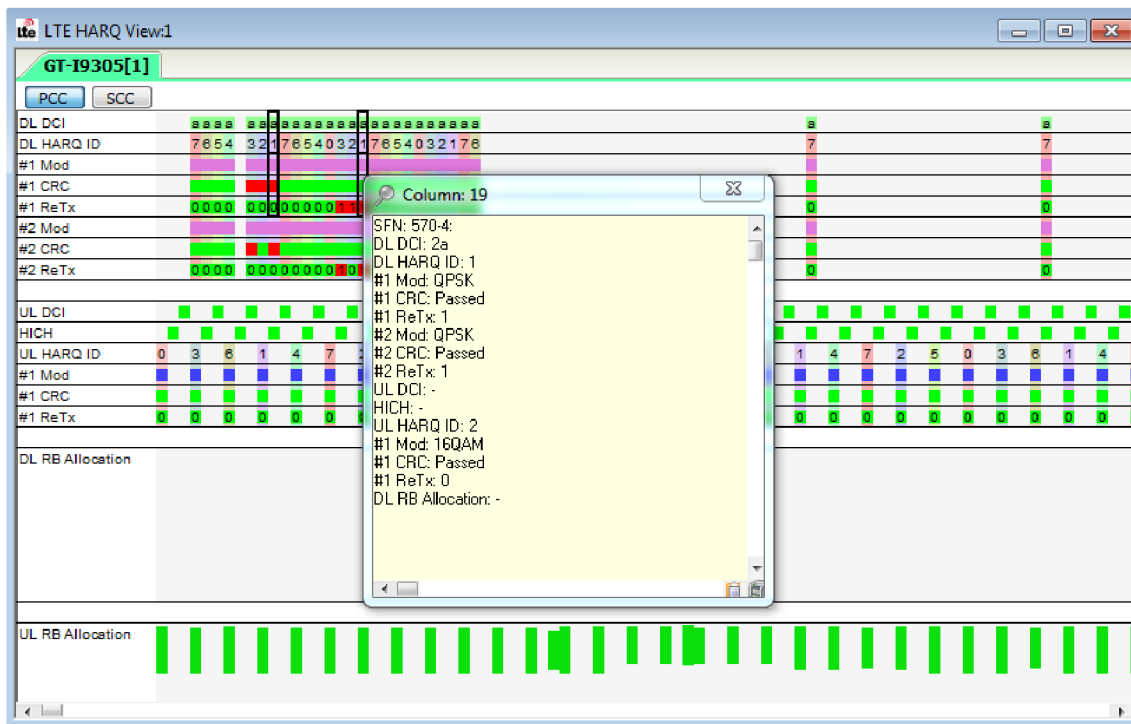 lte LTE HARQ View:1
GT-I9305[1]
PCC SCC
DL DCI aaaa aaaaaaaaaaaaaaaaaaaaa a a
DL HARQ ID 7654 321765403217654032176 7 7
#1 Mod
#1 CRC
#1 ReTx 0000 0000000011 0 0
#2 Mod
#2 CRC
#2 ReTx 0000 0000000010 0 0
UL DCI
HICH
UL HARQ ID 0 3 6 1 4 7 1 4 7 2 5 0 3 6 1 4
#1 Mod
#1 CRC
#1 ReTx 0 0 0 0 0 0 0 0 0 0 0 0 0 0 0 0
DL RB Allocation
UL RB Allocation
Column: 19
SFN: 570-4:
DL DCI: 2a
DL HARQ ID: 1
#1 Mod: QPSK
#1 CRC: Passed
#1 ReTx: 1
#2 Mod: QPSK
#2 CRC: Passed
#2 ReTx: 1
UL DCI: -
HICH: -
UL HARQ ID: 2
#1 Mod: 16QAM
#1 CRC: Passed
#1 ReTx: 0
DL RB Allocation: -